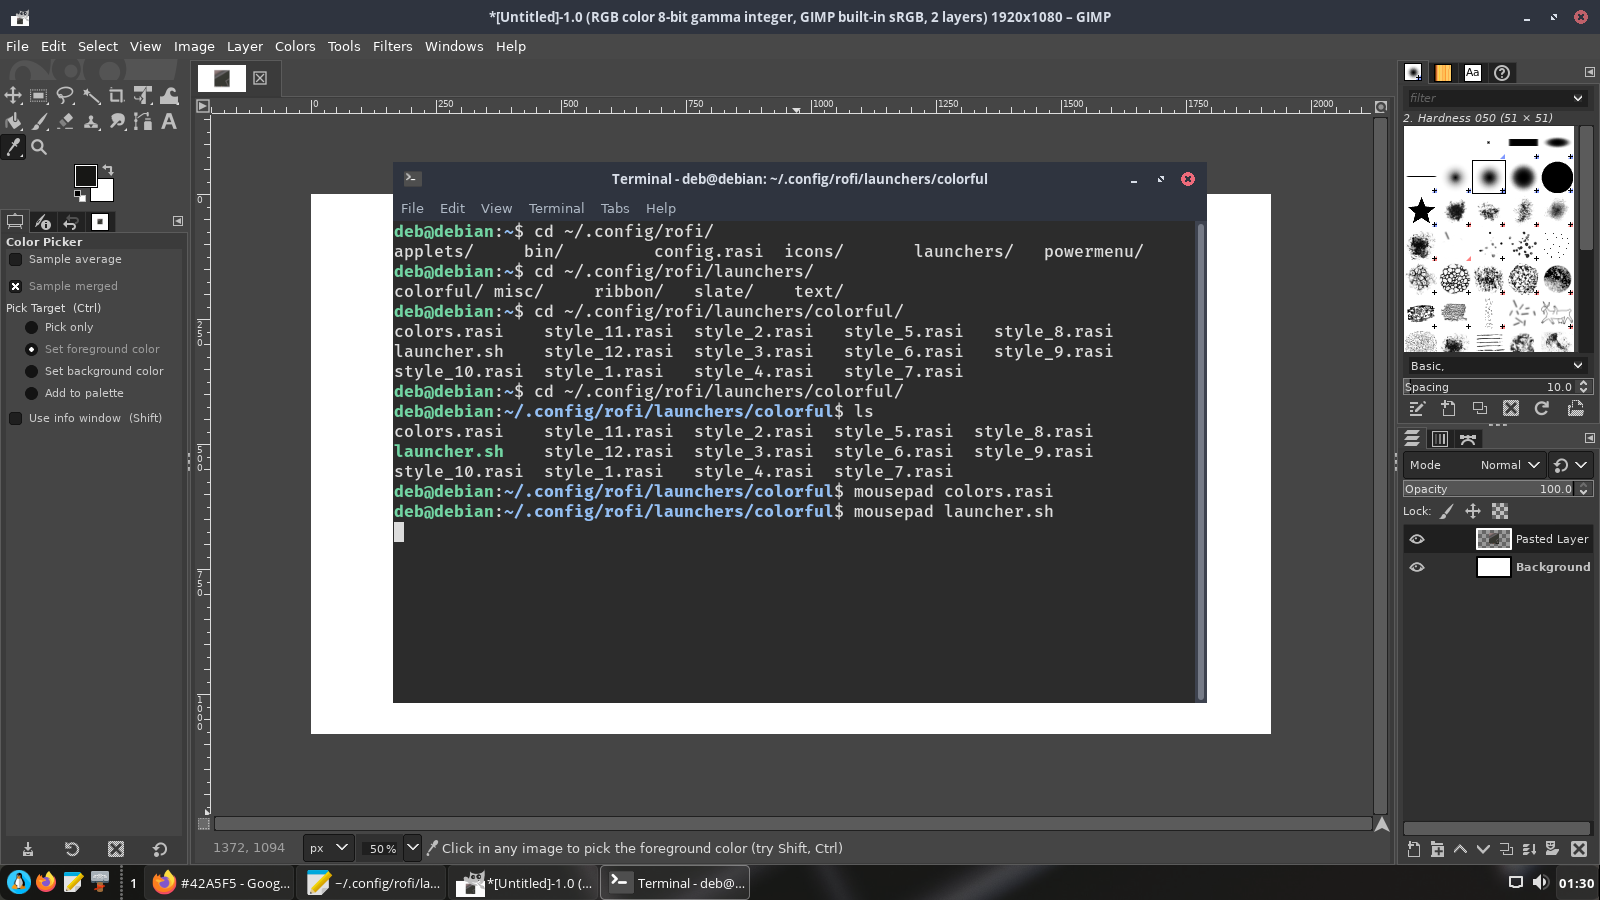 *[Untitled]-1.0 (RGB color 8-bit gamma integer, GIMP built-in sRGB, 2 layers) 1920x1080 – GIMP
File Edit Select View Image Layer Colors Tools Filters Windows Help
0 250 500 750 1000 1250 1500 1750 2000
filter
2. Hardness 050 (51 × 51)
Basic,
Spacing 10.0
Mode Normal
Opacity 100.0
Lock:
Pasted Layer
Background
Color Picker
Sample average
Sample merged
Pick Target (Ctrl)
Pick only
Set foreground color
Set background color
Add to palette
Use info window (Shift)
0
250
500
750
1000
Terminal - deb@debian: ~/.config/rofi/launchers/colorful
File Edit View Terminal Tabs Help
deb@debian:~$ cd ~/.config/rofi/
applets/ bin/ config.rasi icons/ launchers/ powermenu/
deb@debian:~$ cd ~/.config/rofi/launchers/
colorful/ misc/ ribbon/ slate/ text/
deb@debian:~$ cd ~/.config/rofi/launchers/colorful/
colors.rasi style_11.rasi style_2.rasi style_5.rasi style_8.rasi
launcher.sh style_12.rasi style_3.rasi style_6.rasi style_9.rasi
style_10.rasi style_1.rasi style_4.rasi style_7.rasi
deb@debian:~$ cd ~/.config/rofi/launchers/colorful/
deb@debian:~/.config/rofi/launchers/colorful$ ls
colors.rasi style_11.rasi style_2.rasi style_5.rasi style_8.rasi
launcher.sh style_12.rasi style_3.rasi style_6.rasi style_9.rasi
style_10.rasi style_1.rasi style_4.rasi style_7.rasi
deb@debian:~/.config/rofi/launchers/colorful$ mousepad colors.rasi
deb@debian:~/.config/rofi/launchers/colorful$ mousepad launcher.sh
1372, 1094 px 50 % Click in any image to pick the foreground color (try Shift, Ctrl)
1 #42A5F5 - Goog... ~/.config/rofi/la... *[Untitled]-1.0 (... Terminal - deb@... 01:30